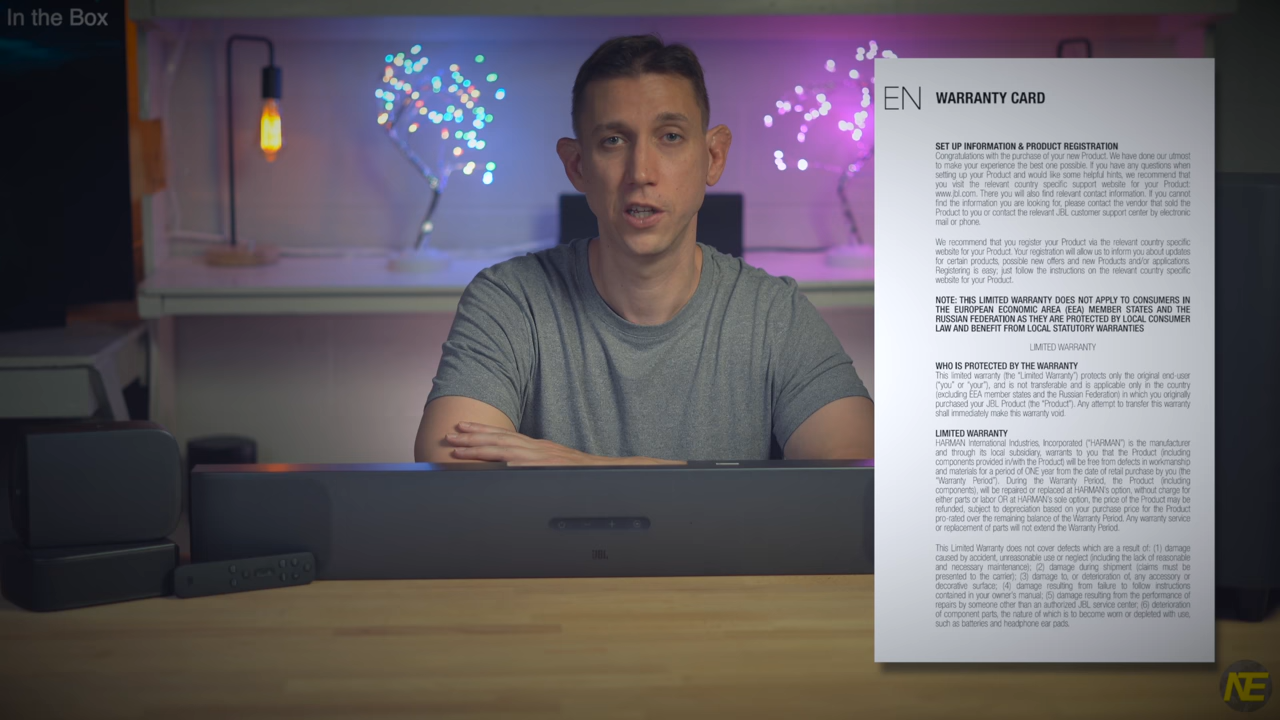 In the Box
EN
WARRANTY CARD
SET UP INFORMATION & PRODUCT REGISTRATION
Congratulations with the purchase of your new Product. We have done our utmost
to make your experience the best one possible. If you have any questions when
setting up your Product and would like some helpful hints, we recommend that
you visit the relevant country specific support website for your Product:
www.jbl.com. There you will also find relevant contact information. If you cannot
find the information you are looking for, please contact the vendor that sold the
Product to you or contact the relevant JBL customer support center by electronic
mail or phone.
We recommend that you register your Product via the relevant country specific
website for your Product. Your registration will allow us to inform you about updates
for certain products, possible new offers and new Products and/or applications.
Registering is easy; just follow the instructions on the relevant country specific
website for your Product.
NOTE: THIS LIMITED WARRANTY DOES NOT APPLY TO CONSUMERS IN
THE EUROPEAN ECONOMIC AREA (EEA) MEMBER STATES AND THE
RUSSIAN FEDERATION AS THEY ARE PROTECTED BY LOCAL CONSUMER
LAW AND BENEFIT FROM LOCAL STATUTORY WARRANTIES
LIMITED WARRANTY
WHO IS PROTECTED BY THE WARRANTY
This limited warranty (the "Limited Warranty") protects only the original end-user
("you" or "your"), and is not transferable and is applicable only in the country
(excluding EEA member states and the Russian Federation) in which you originally
purchased your JBL Product (the "Product"). Any attempt to transfer this warranty
shall immediately make this warranty void.
LIMITED WARRANTY
HARMAN International Industries, Incorporated ("HARMAN") is the manufacturer
and through its local subsidiary, warrants to you that the Product (including
components provided in/with the Product) will be free from defects in workmanship
and materials for a period of ONE year from the date of retail purchase by you (the
"Warranty Period"). During the Warranty Period, the Product (including
components), will be repaired or replaced at HARMAN's option, without charge for
either parts or labor OR at HARMAN's sole option, the price of the Product may be
refunded, subject to depreciation based on your purchase price for the Product
pro-rated over the remaining balance of the Warranty Period. Any warranty service
or replacement of parts will not extend the Warranty Period.
This Limited Warranty does not cover defects which are a result of: (1) damage
caused by accident, unreasonable use or neglect (including the lack of reasonable
and necessary maintenance); (2) damage during shipment (claims must be
presented to the carrier); (3) damage to, or deterioration of, any accessory or
decorative surface; (4) damage resulting from failure to follow instructions
contained in your owner's manual; (5) damage resulting from the performance of
repairs by someone other than an authorized JBL service center; (6) deterioration
of component parts, the nature of which is to become worn or depleted with use,
such as batteries and headphone ear pads.
JBL
NE